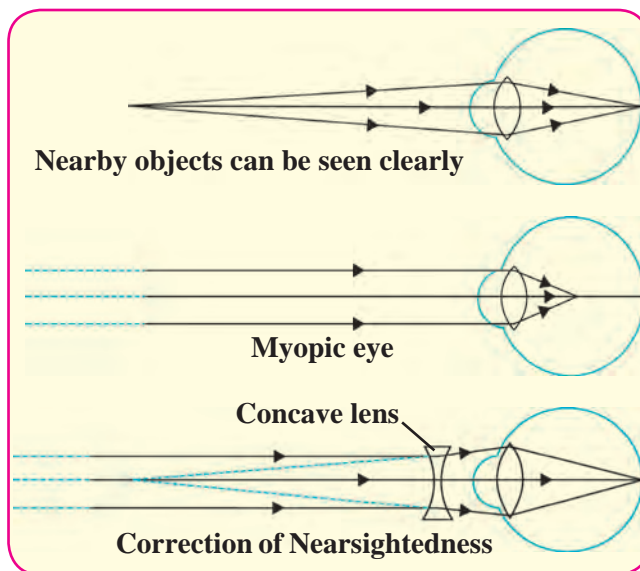 Nearby objects can be seen clearly
Myopic eye
Concave lens
Correction of Nearsightedness